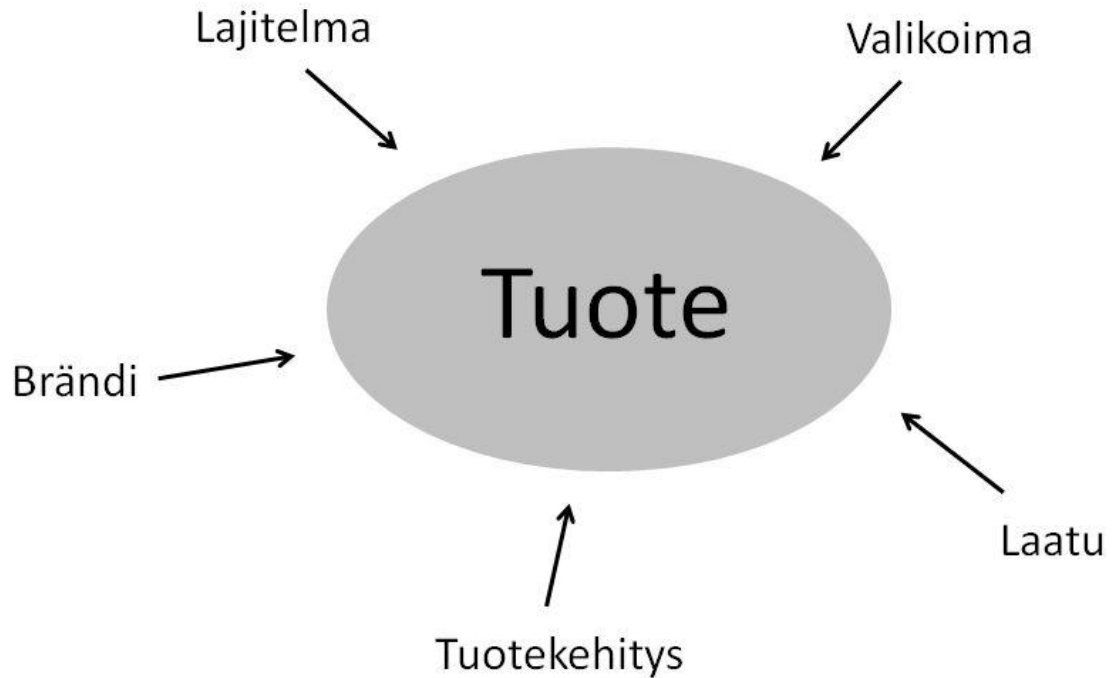 Lajitelma
Valikoima
Tuote
Brändi
Laatu
Tuotekehitys